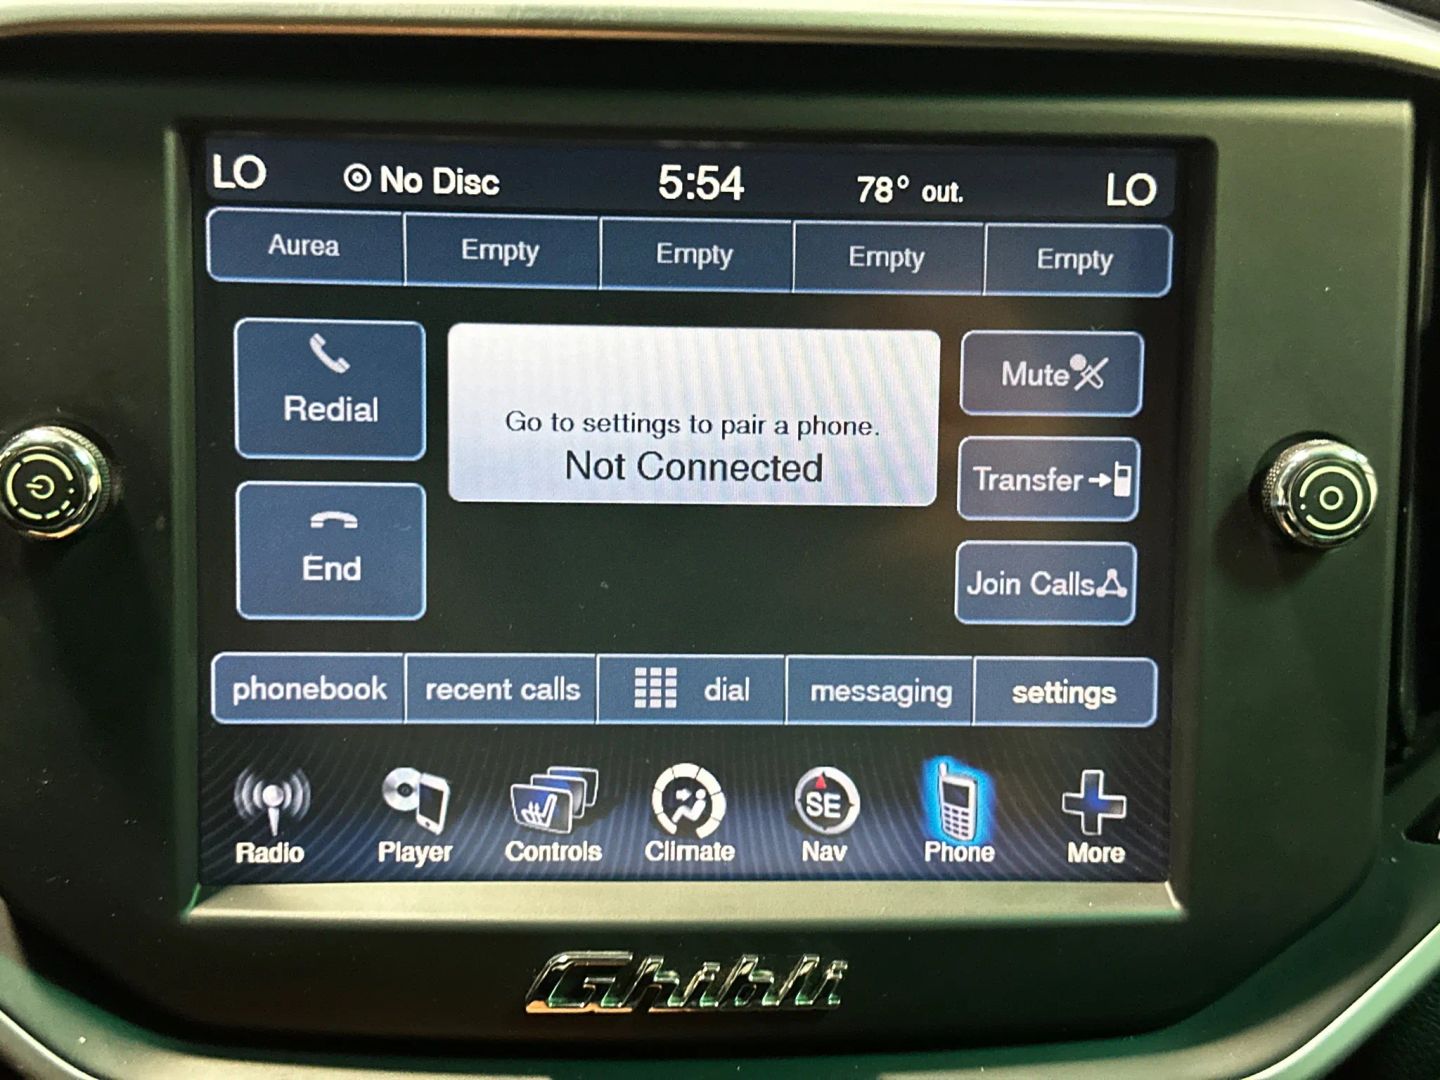 LO No Disc 5:54 78° out. LO
Aurea Empty Empty Empty Empty
Redial
Go to settings to pair a phone.
Not Connected
Mute
Transfer
End
Join Calls
phonebook recent calls dial messaging settings
SE
Radio Player Controls Climate Nav Phone More
Ghibli